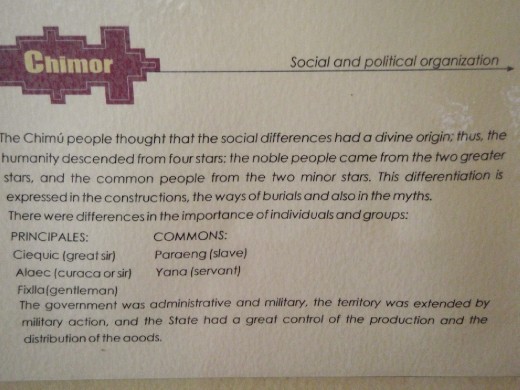 Chimor
Social and political organization
The Chimú people thought that the social differences had a divine origin; thus, the
humanity descended from four stars: the noble people came from the two greater
stars, and the common people from the two minor stars. This differentiation is
expressed in the constructions, the ways of burials and also in the myths.
There were differences in the importance of individuals and groups:
PRINCIPALES: COMMONS:
Ciequic (great sir) Paraeng (slave)
Alaec (curaca or sir) Yana (servant)
Fixlla(gentleman)
The government was administrative and military, the territory was extended by
military action, and the State had a great control of the production and the
distribution of the goods.